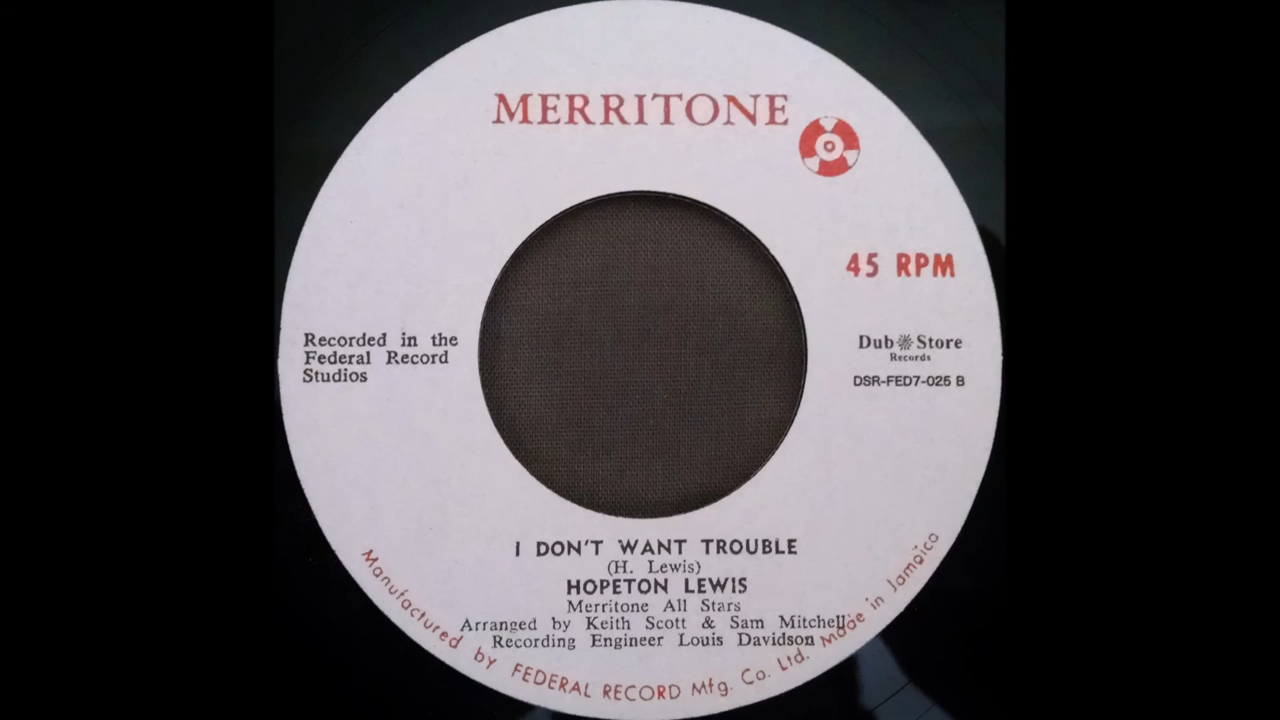 MERRITONE
45 RPM
Recorded in the
Federal Record
Studios
Dub Store
Records
DSR-FED7-025 B
I DON'T WANT TROUBLE
(H. Lewis)
HOPETON LEWIS
Merritone All Stars
Arranged by Keith Scott & Sam Mitchell
Recording Engineer Louis Davidson
Manufactured by FEDERAL RECORD Mfg. Co. Ltd. Made in Jamaica